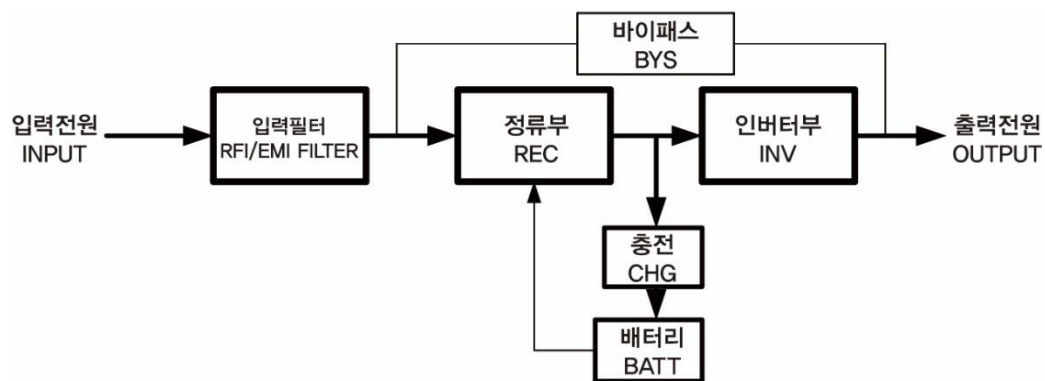 바이패스
BYS
입력전원
INPUT
입력필터
RFI/EMI FILTER
정류부
REC
인버터부
INV
출력전원
OUTPUT
충전
CHG
배터리
BATT